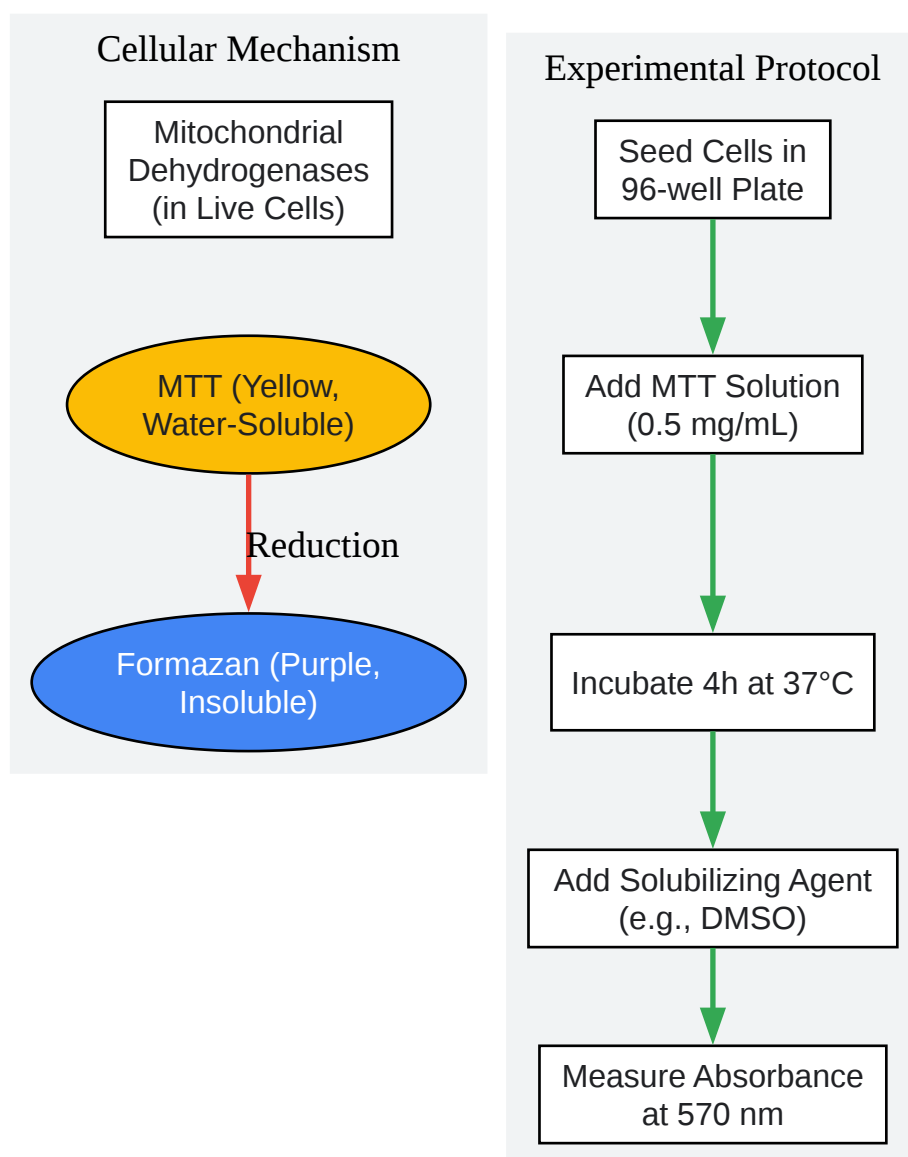 Cellular Mechanism
Mitochondrial
Dehydrogenases
(in Live Cells)
MTT (Yellow,
Water-Soluble)
Reduction
Formazan (Purple,
Insoluble)
Experimental Protocol
Seed Cells in
96-well Plate
Add MTT Solution
(0.5 mg/mL)
Incubate 4h at 37°C
Add Solubilizing Agent
(e.g., DMSO)
Measure Absorbance
at 570 nm